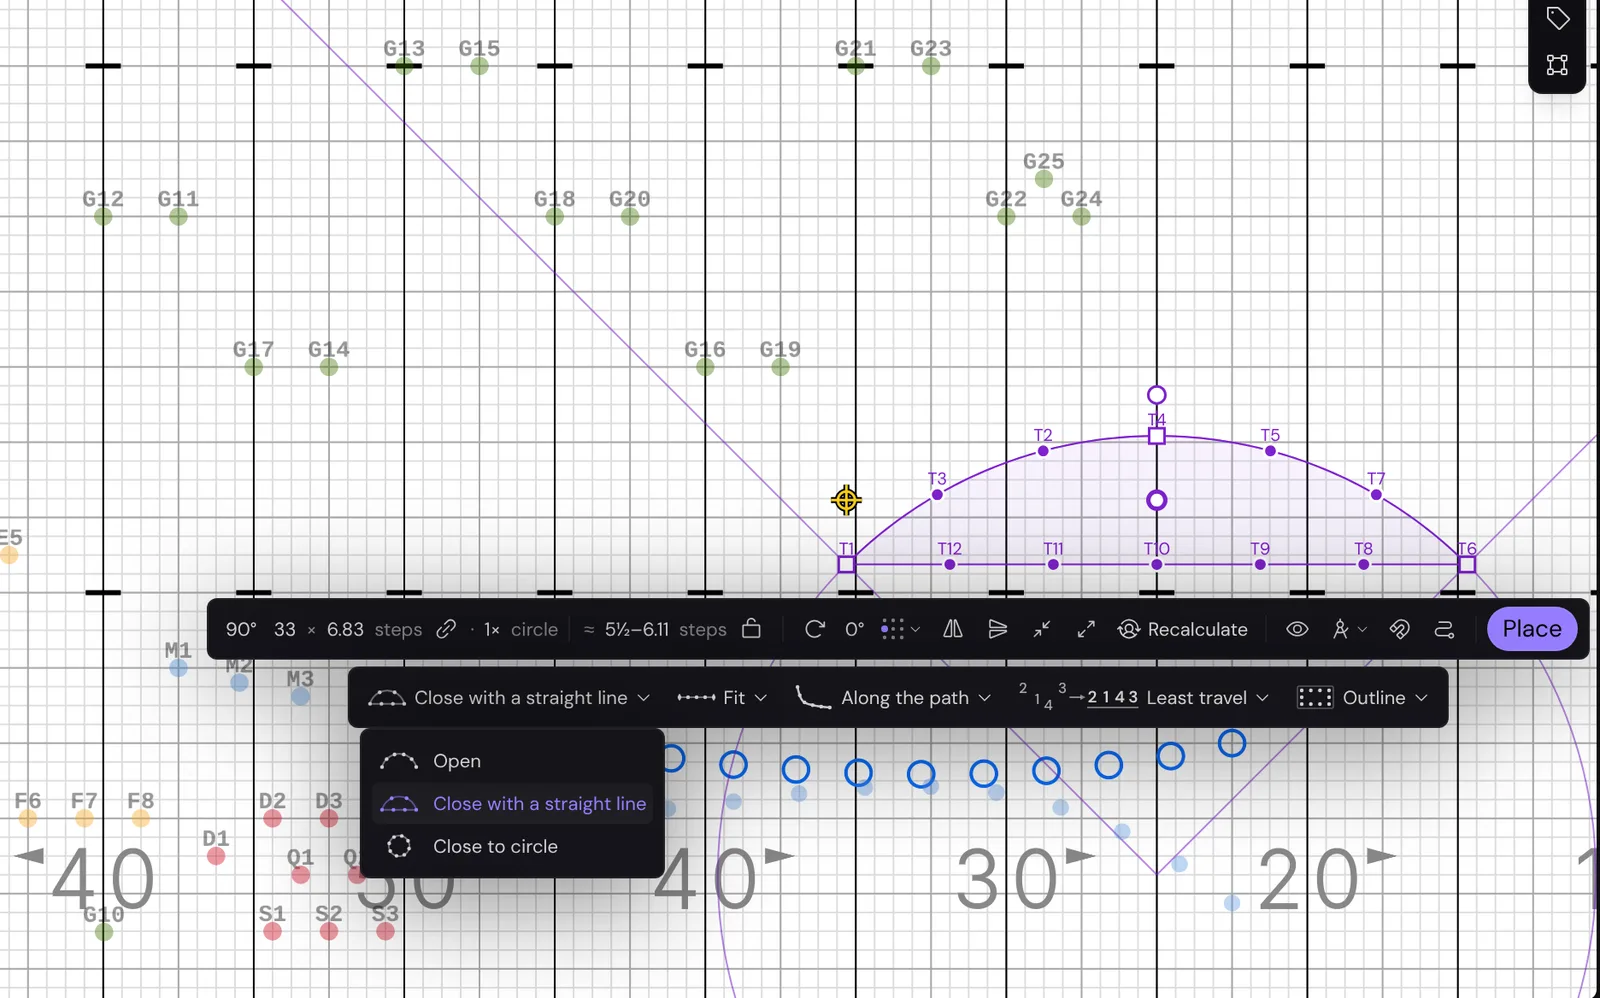 G13 G15 G21 G23
G25
G12 G11 G18 G20 G22 G24
G17 G14 G16 G19
T4
T2 T5
T3 T7
E5
T1 T12 T11 T10 T9 T8 T6
90° 33 × 6.83 steps · 1× circle ≈ 5½–6.11 steps 0° Recalculate Place
M1
M2
M3
Close with a straight line Fit Along the path 2 1 4 3 → 2 1 4 3 Least travel Outline
Open
Close with a straight line
Close to circle
F6 F7 F8 D2 D3
D1
Q1
40 40 30 20
G10 S1 S2 S3